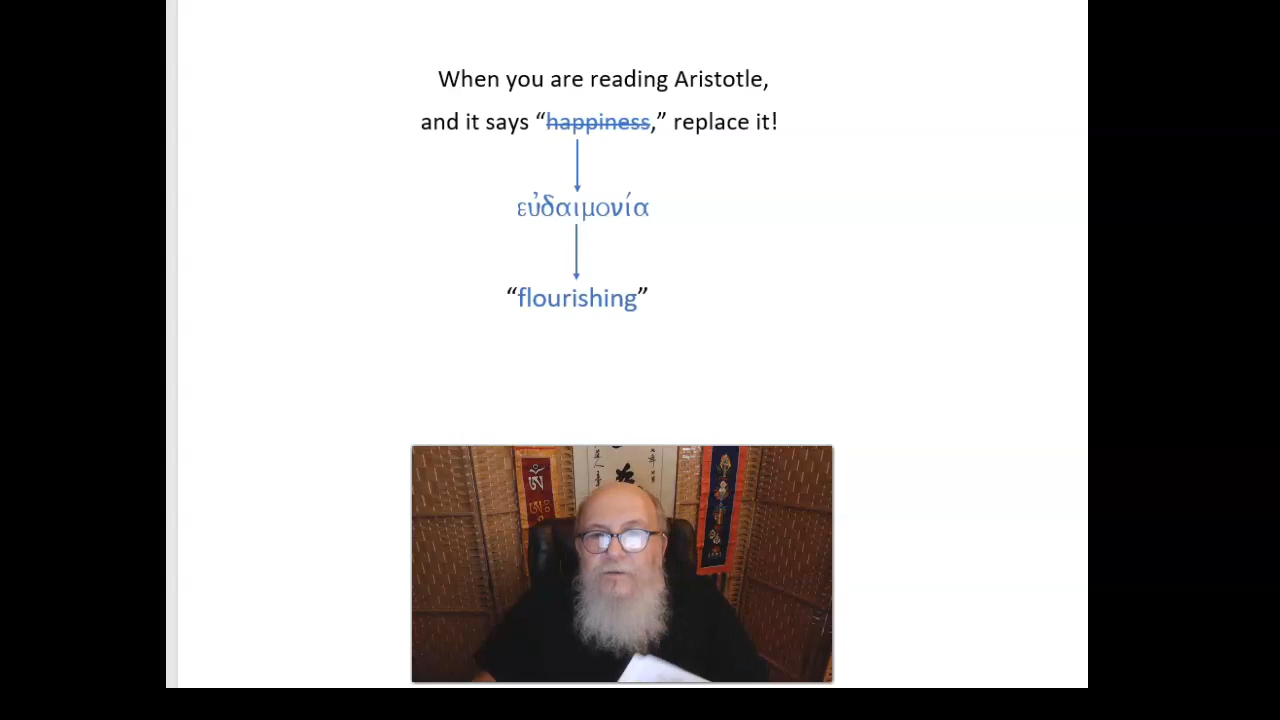 When you are reading Aristotle,
and it says “happiness,” replace it!
εὐδαιμονία
“flourishing”